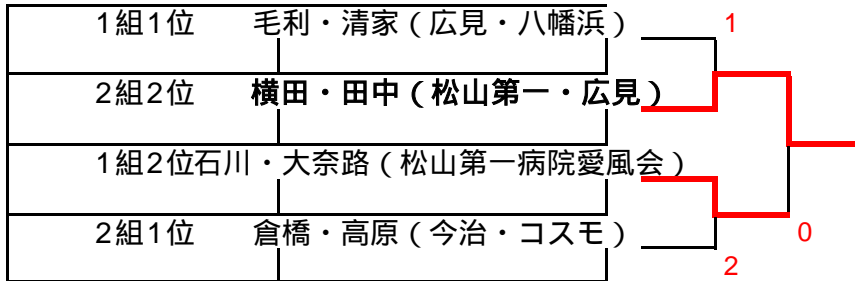 1組1位 毛利・清家(広見・八幡浜) 1
2組2位 横田・田中(松山第一・広見)
1組2位石川・大奈路(松山第一病院愛風会)
2組1位 倉橋・高原(今治・コスモ) 0
2